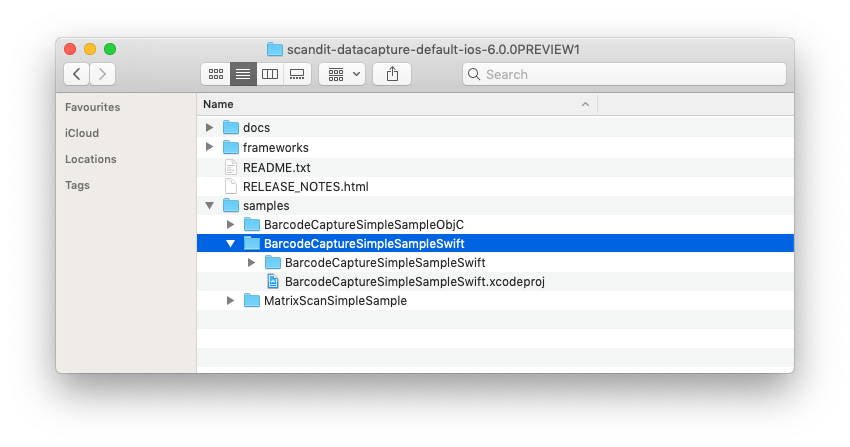 scandit-datacapture-default-ios-6.0.0PREVIEW1
Search
Favourites
iCloud
Locations
Tags
Name
docs
frameworks
README.txt
RELEASE_NOTES.html
samples
BarcodeCaptureSimpleSampleObjC
BarcodeCaptureSimpleSampleSwift
BarcodeCaptureSimpleSampleSwift
BarcodeCaptureSimpleSampleSwift.xcodeproj
MatrixScanSimpleSample